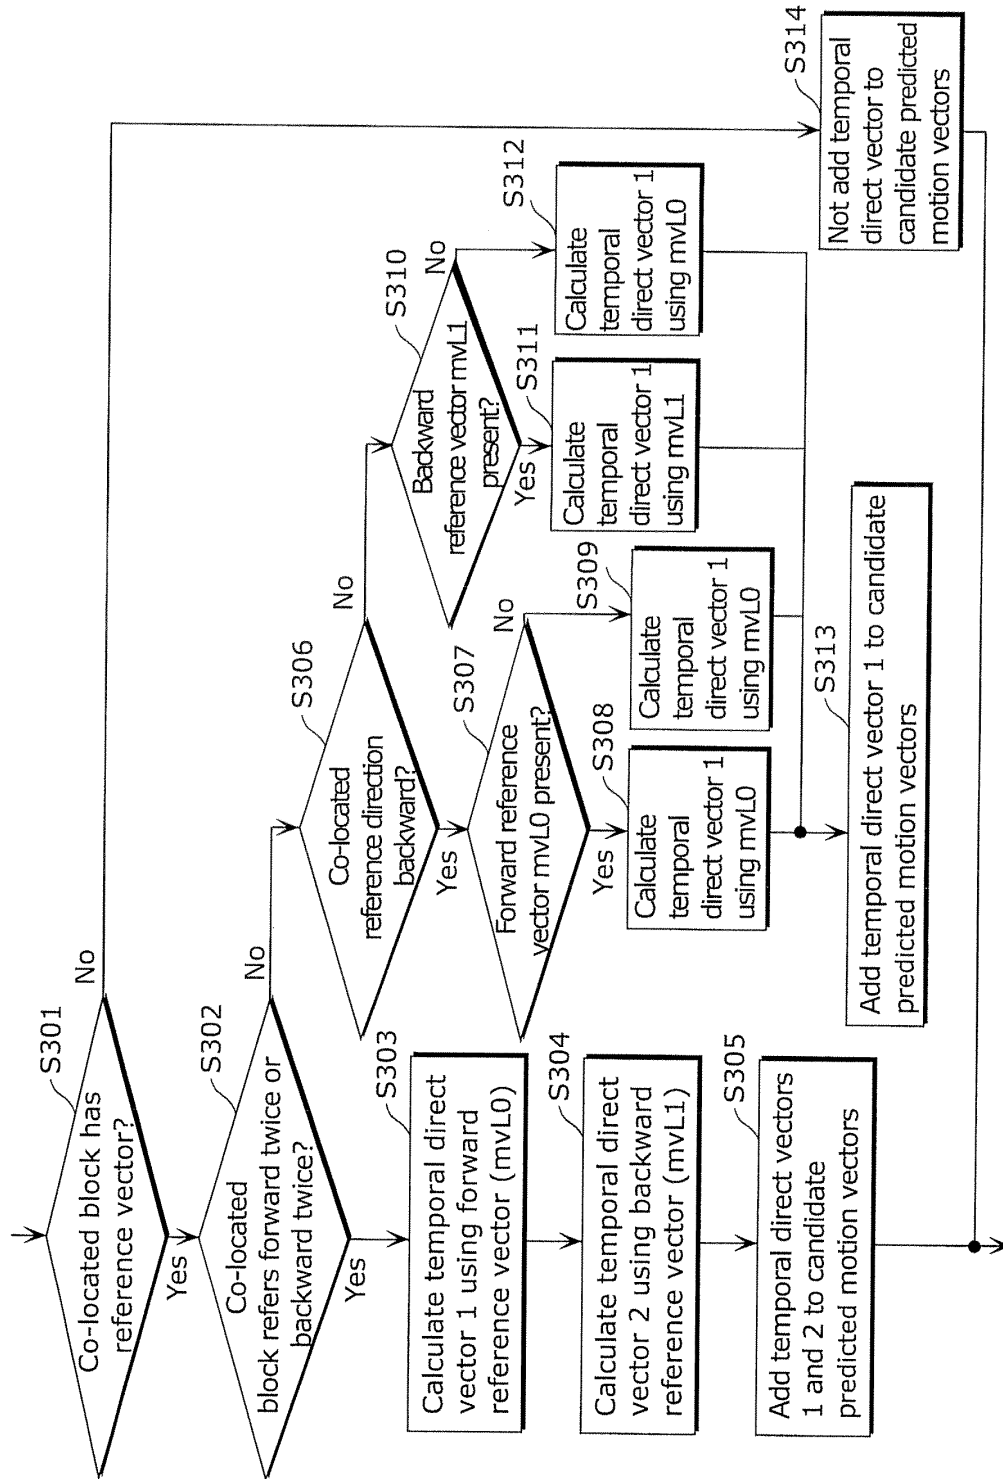 S301
Co-located block has
reference vector?
No
Yes
S302
Co-located
block refers forward twice or
backward twice?
No
Yes
S303
Calculate temporal direct
vector 1 using forward
reference vector (mvL0)
S304
Calculate temporal direct
vector 2 using backward
reference vector (mvL1)
S305
Add temporal direct vectors
1 and 2 to candidate
predicted motion vectors
S306
Co-located
reference direction
backward?
No
Yes
S307
Forward reference
vector mvL0 present?
No
Yes
S308
Calculate
temporal
direct vector 1
using mvL0
S309
Calculate
temporal
direct vector 1
using mvL0
S310
Backward
reference vector mvL1
present?
No
Yes
S311
Calculate
temporal
direct vector 1
using mvL1
S312
Calculate
temporal
direct vector 1
using mvL0
S313
Add temporal direct vector 1 to candidate
predicted motion vectors
S314
Not add temporal
direct vector to
candidate predicted
motion vectors